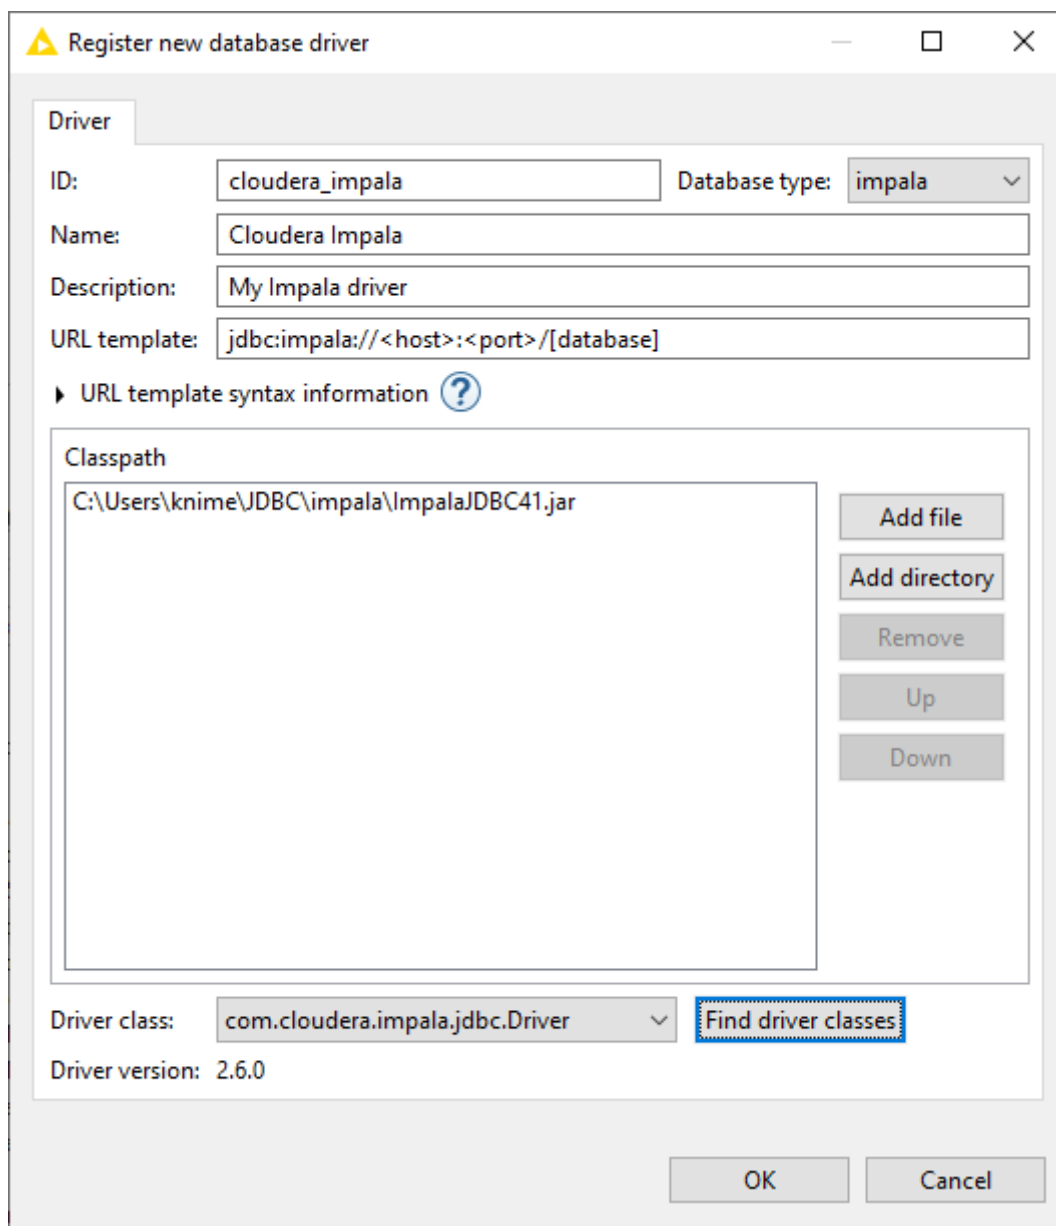 Register new database driver
Driver
ID: cloudera_impala Database type: impala
Name: Cloudera Impala
Description: My Impala driver
URL template: jdbc:impala://<host>:<port>/[database]
URL template syntax information ?
Classpath
C:\Users\knime\JDBC\impala\ImpalaJDBC41.jar
Add file
Add directory
Remove
Up
Down
Driver class: com.cloudera.impala.jdbc.Driver Find driver classes
Driver version: 2.6.0
OK Cancel